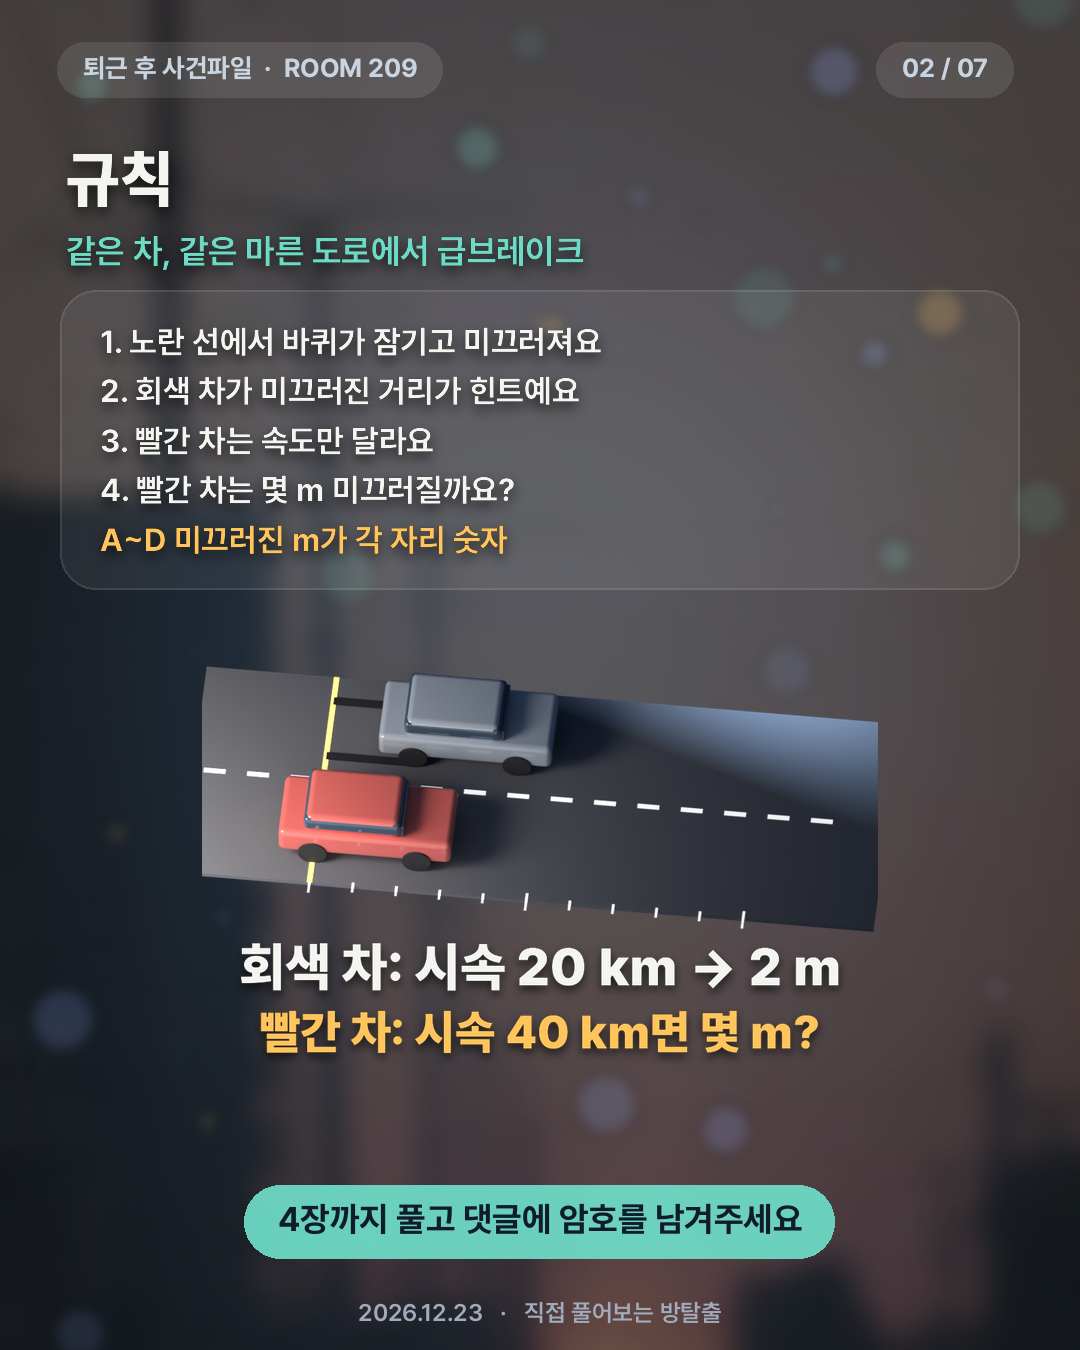 퇴근 후 사건파일 · ROOM 209
02 / 07
규칙
같은 차, 같은 마른 도로에서 급브레이크
1. 노란 선에서 바퀴가 잠기고 미끄러져요
2. 회색 차가 미끄러진 거리가 힌트예요
3. 빨간 차는 속도만 달라요
4. 빨간 차는 몇 m 미끄러질까요?
A~D 미끄러진 m가 각 자리 숫자
회색 차: 시속 20 km → 2 m
빨간 차: 시속 40 km면 몇 m?
4장까지 풀고 댓글에 암호를 남겨주세요
2026.12.23 · 직접 풀어보는 방탈출